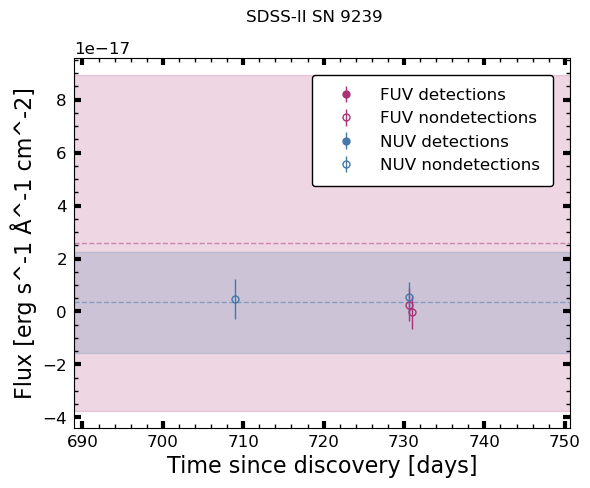 SDSS-II SN 9239
1e−17
FUV detections
FUV nondetections
NUV detections
NUV nondetections
8
6
4
2
0
−2
−4
Flux [erg s^-1 Å^-1 cm^-2]
690 700 710 720 730 740 750
Time since discovery [days]